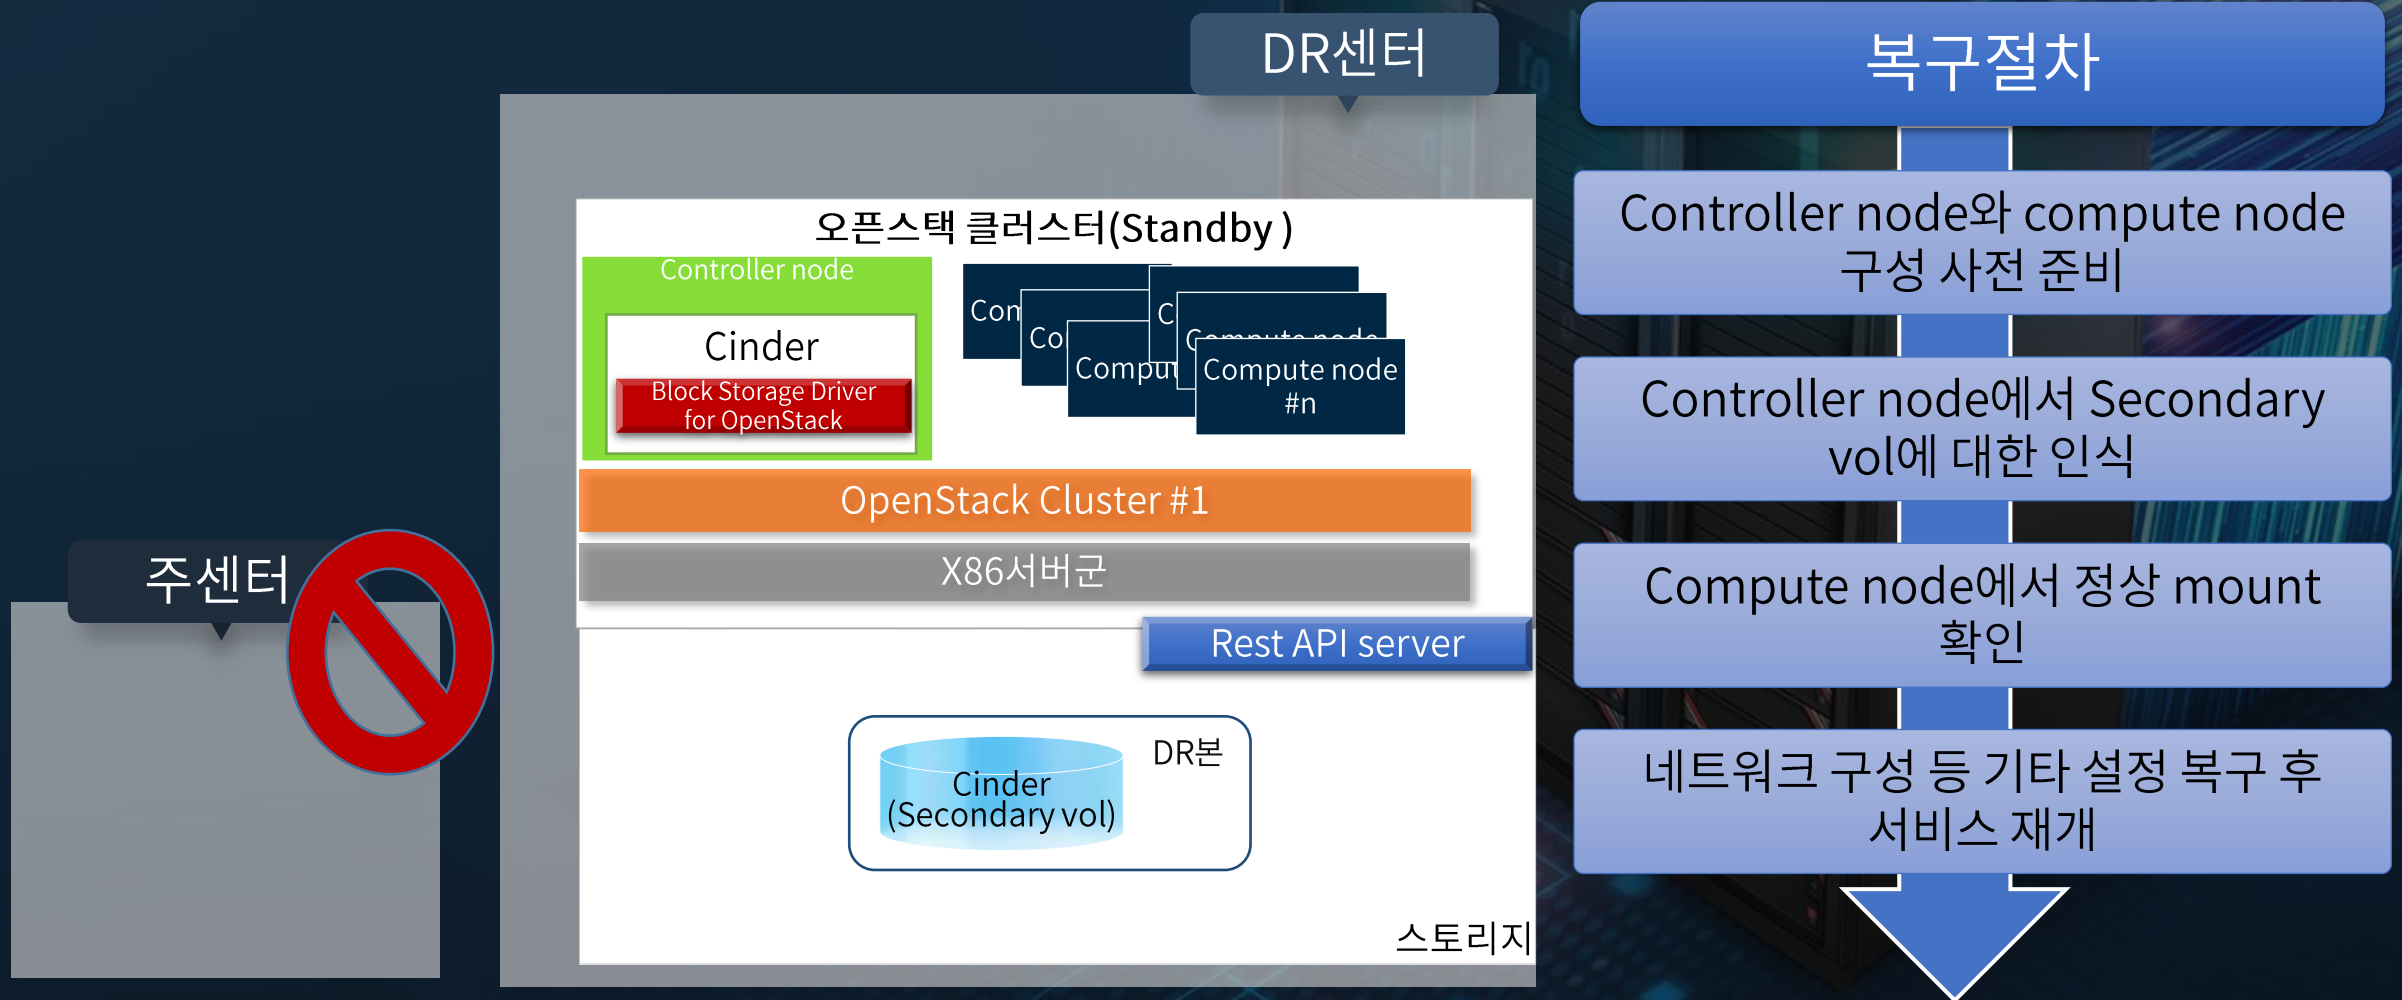 DR센터
복구절차
Controller node와 compute node
구성 사전 준비
Controller node에서 Secondary
vol에 대한 인식
Compute node에서 정상 mount
확인
네트워크 구성 등 기타 설정 복구 후
서비스 재개
주센터
오픈스택 클러스터(Standby )
Controller node
Cinder
Block Storage Driver
for OpenStack
Com
Co
Comput
C
Compute node
Compute node
#n
OpenStack Cluster #1
X86서버군
Rest API server
DR본
Cinder
(Secondary vol)
스토리지